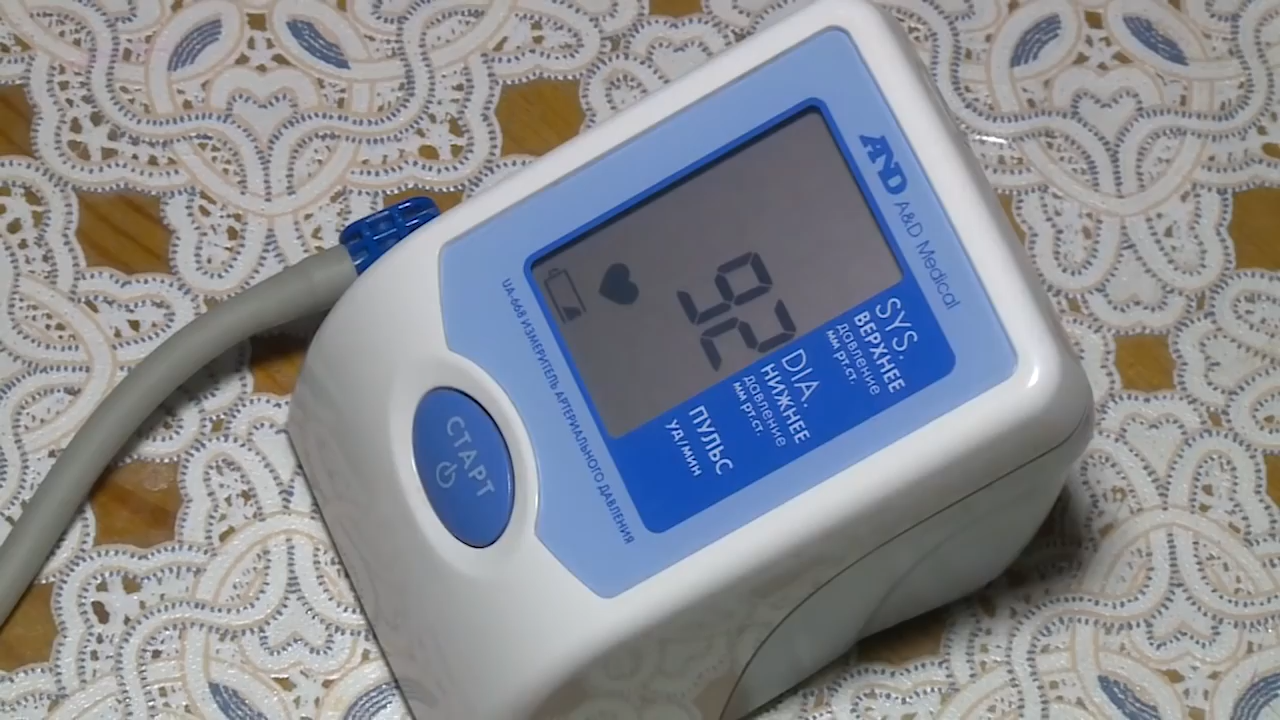 AND A&D Medical
92
SYS.
ВЕРХНЕЕ
давление
мм рт.ст.
DIA.
НИЖНЕЕ
давление
мм рт.ст.
ПУЛЬС
УД/МИН
UA-668 ИЗМЕРИТЕЛЬ АРТЕРИАЛЬНОГО ДАВЛЕНИЯ
СТАРТ